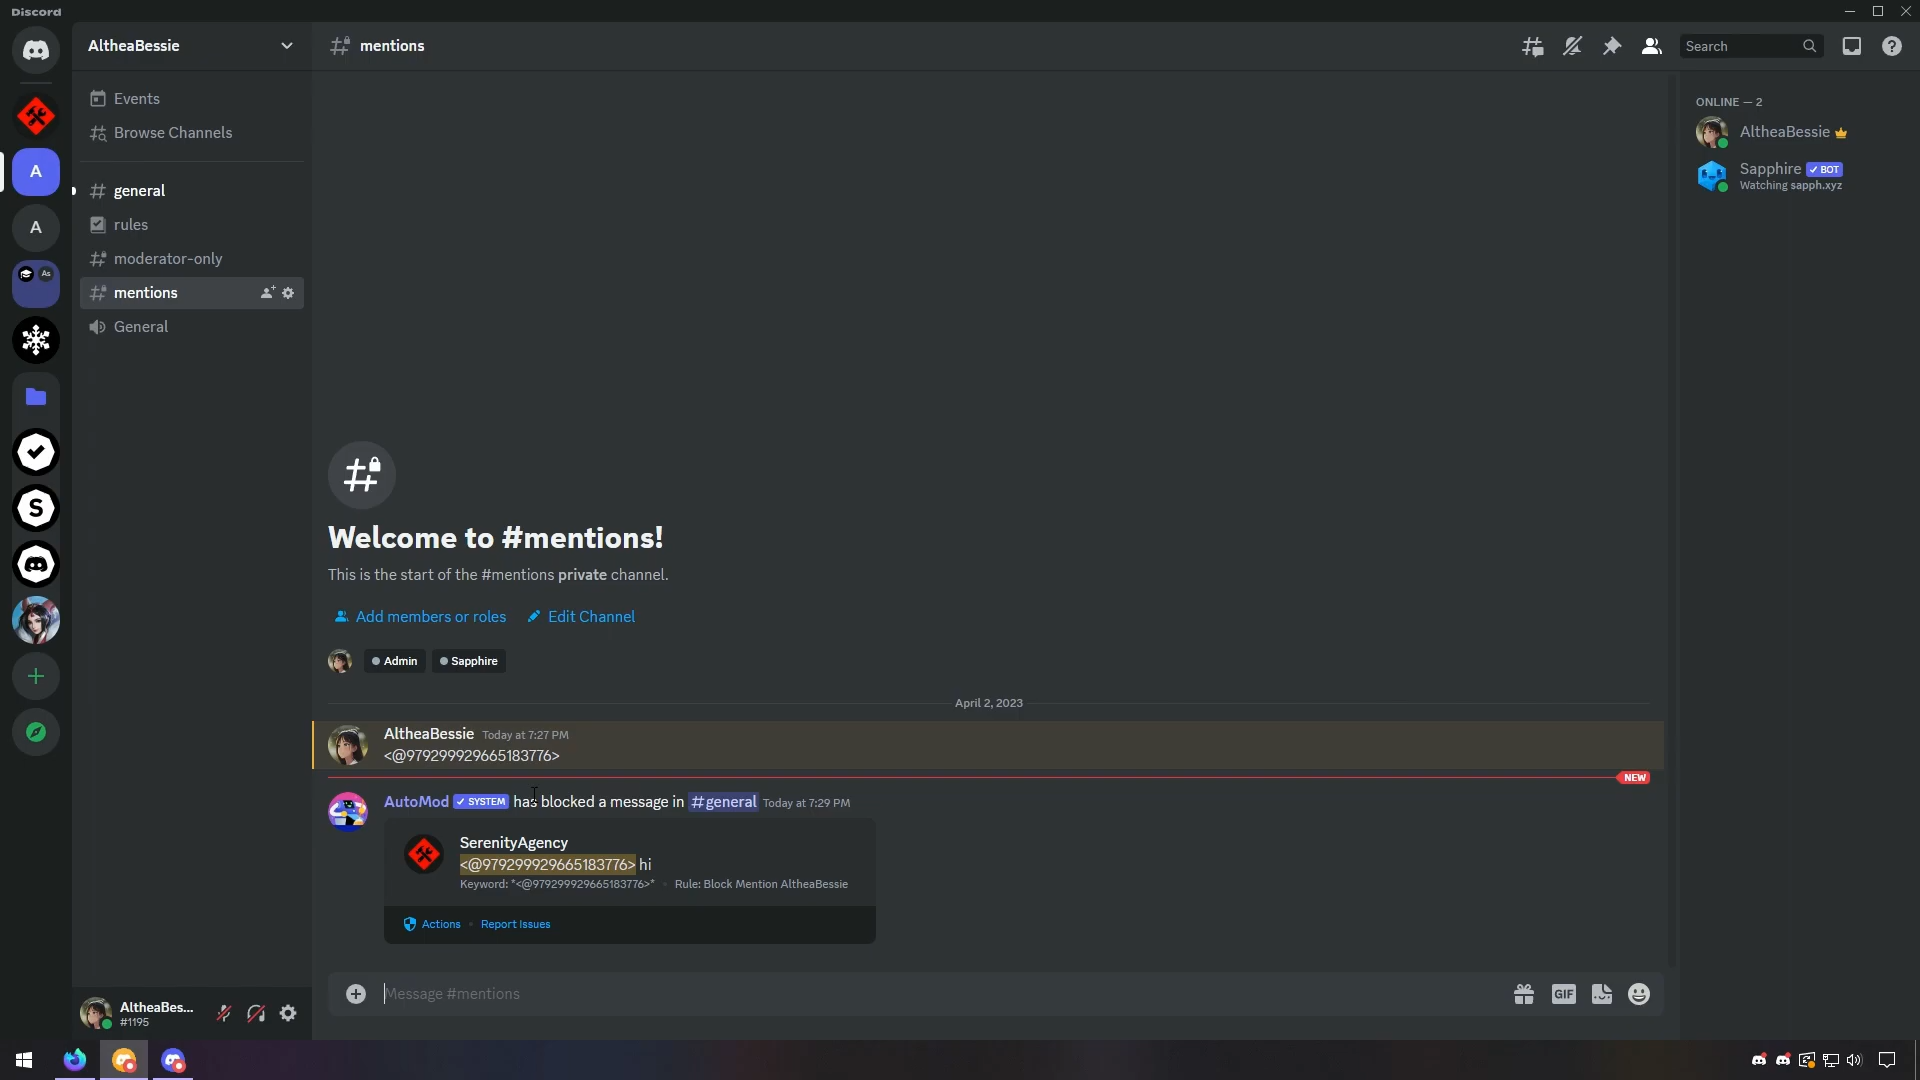 Discord
AltheaBessie
mentions
Search
Events
Browse Channels
general
rules
moderator-only
mentions
General
A
A
As
S
ONLINE — 2
AltheaBessie
Sapphire ✓ BOT
Watching sapph.xyz
Welcome to #mentions!
This is the start of the #mentions private channel.
Add members or roles
Edit Channel
Admin
Sapphire
April 2, 2023
AltheaBessie Today at 7:27 PM
<@979299929665183776>
NEW
AutoMod ✓ SYSTEM has blocked a message in #general Today at 7:29 PM
SerenityAgency
<@979299929665183776> hi
Keyword: "<@979299929665183776>" • Rule: Block Mention AltheaBessie
Actions • Report Issues
Message #mentions
GIF
AltheaBes...
#1195